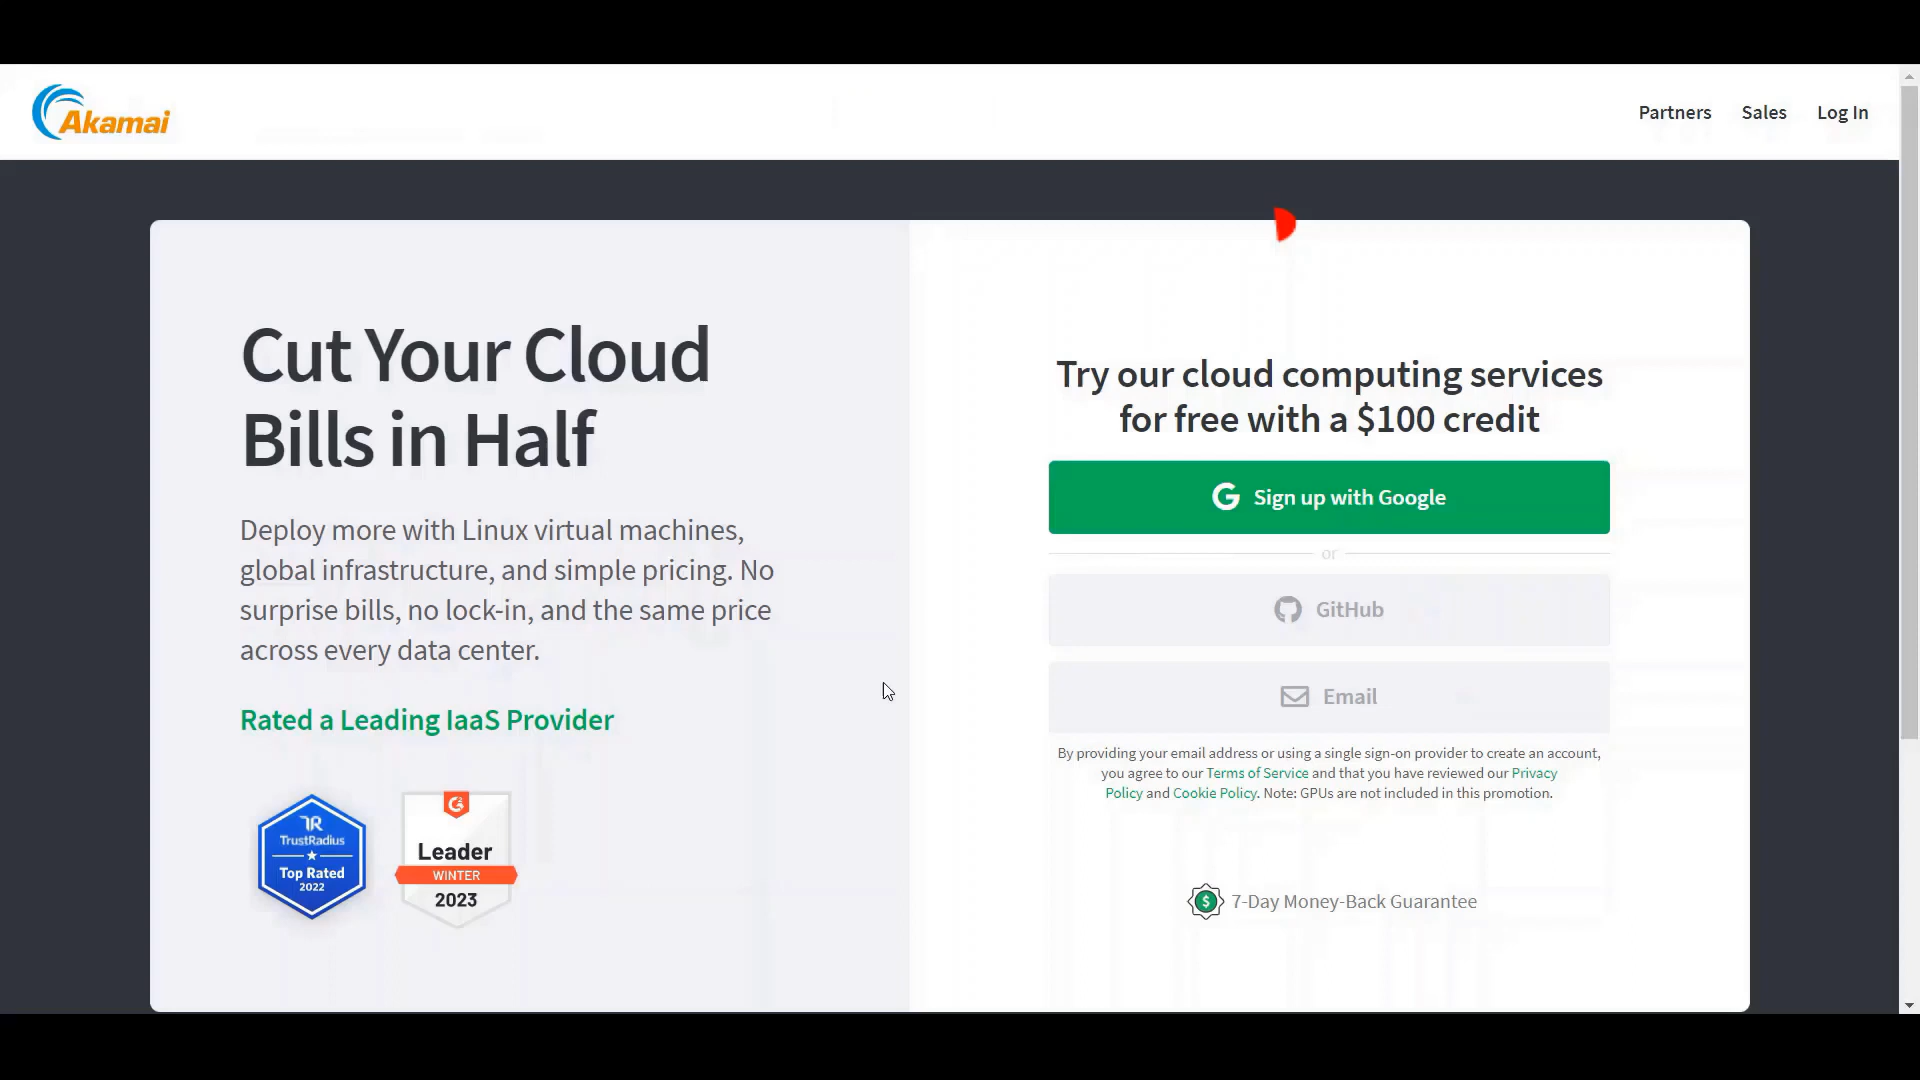 Akamai
Partners
Sales
Log In
Cut Your Cloud
Bills in Half
Deploy more with Linux virtual machines,
global infrastructure, and simple pricing. No
surprise bills, no lock-in, and the same price
across every data center.
Rated a Leading IaaS Provider
TR
TrustRadius
Top Rated
2022
G
Leader
WINTER
2023
Try our cloud computing services
for free with a $100 credit
G Sign up with Google
or
GitHub
Email
By providing your email address or using a single sign-on provider to create an account,
you agree to our Terms of Service and that you have reviewed our Privacy
Policy and Cookie Policy. Note: GPUs are not included in this promotion.
$ 7-Day Money-Back Guarantee